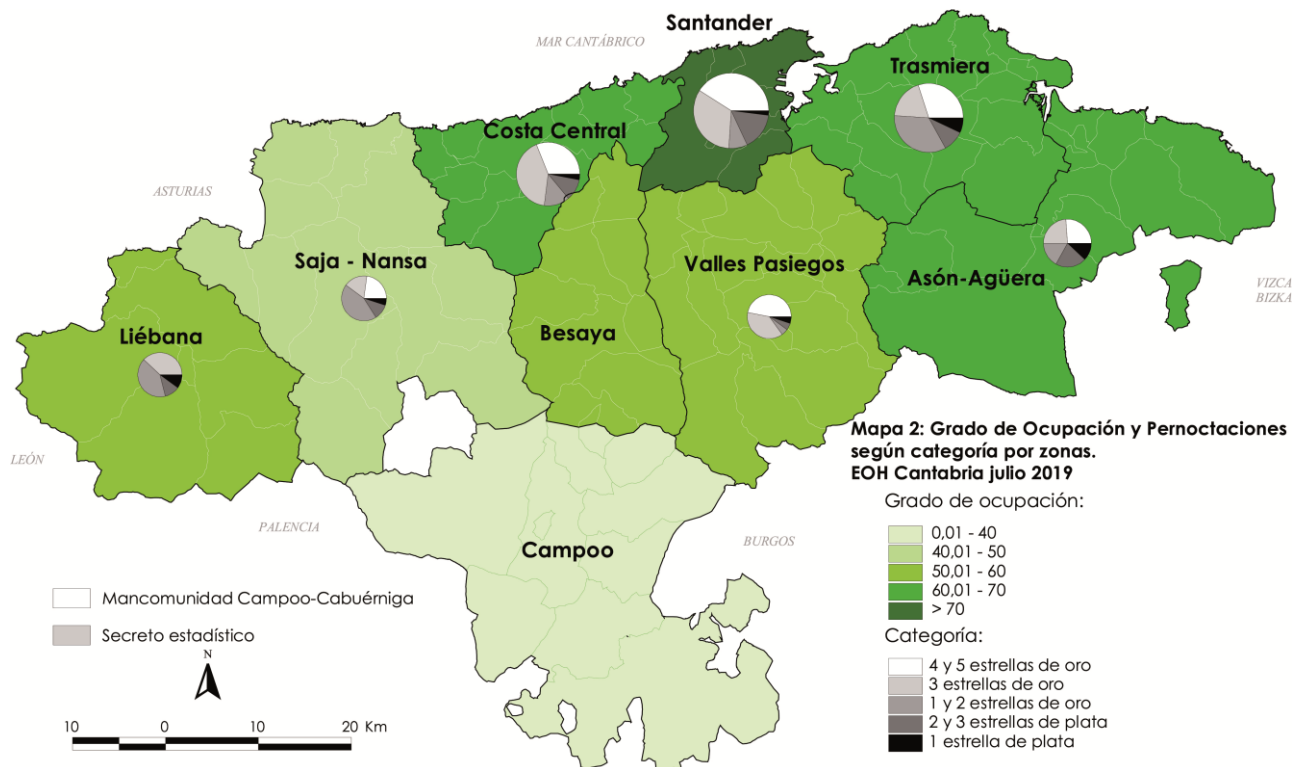 Santander
MAR CANTÁBRICO
Trasmiera
Costa Central
ASTURIAS
Saja - Nansa
Valles Pasiegos
Asón-Agüera
VIZCA
BIZKA
Liébana
Besaya
LEÓN
PALENCIA
Campoo
BURGOS
Mapa 2: Grado de Ocupación y Pernoctaciones
según categoría por zonas.
EOH Cantabria julio 2019
Grado de ocupación:
0,01 - 40
40,01 - 50
50,01 - 60
60,01 - 70
> 70
Categoría:
4 y 5 estrellas de oro
3 estrellas de oro
1 y 2 estrellas de oro
2 y 3 estrellas de plata
1 estrella de plata
Mancomunidad Campoo-Cabuérniga
Secreto estadístico
N
10 0 10 20 Km